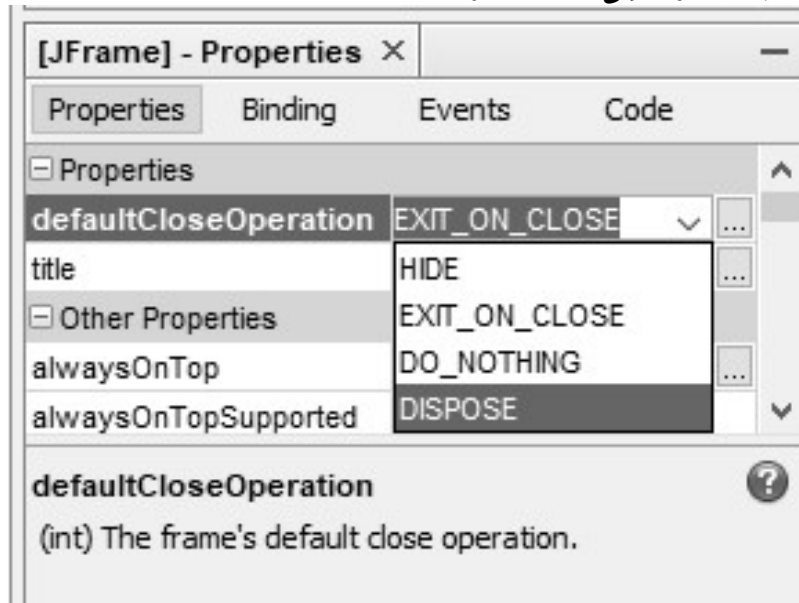 [JFrame] - Properties ×
Properties Binding Events Code
Properties
defaultCloseOperation EXIT_ON_CLOSE ...
title HIDE ...
Other Properties EXIT_ON_CLOSE
alwaysOnTop DO_NOTHING ...
alwaysOnTopSupported DISPOSE
defaultCloseOperation ?
(int) The frame's default close operation.